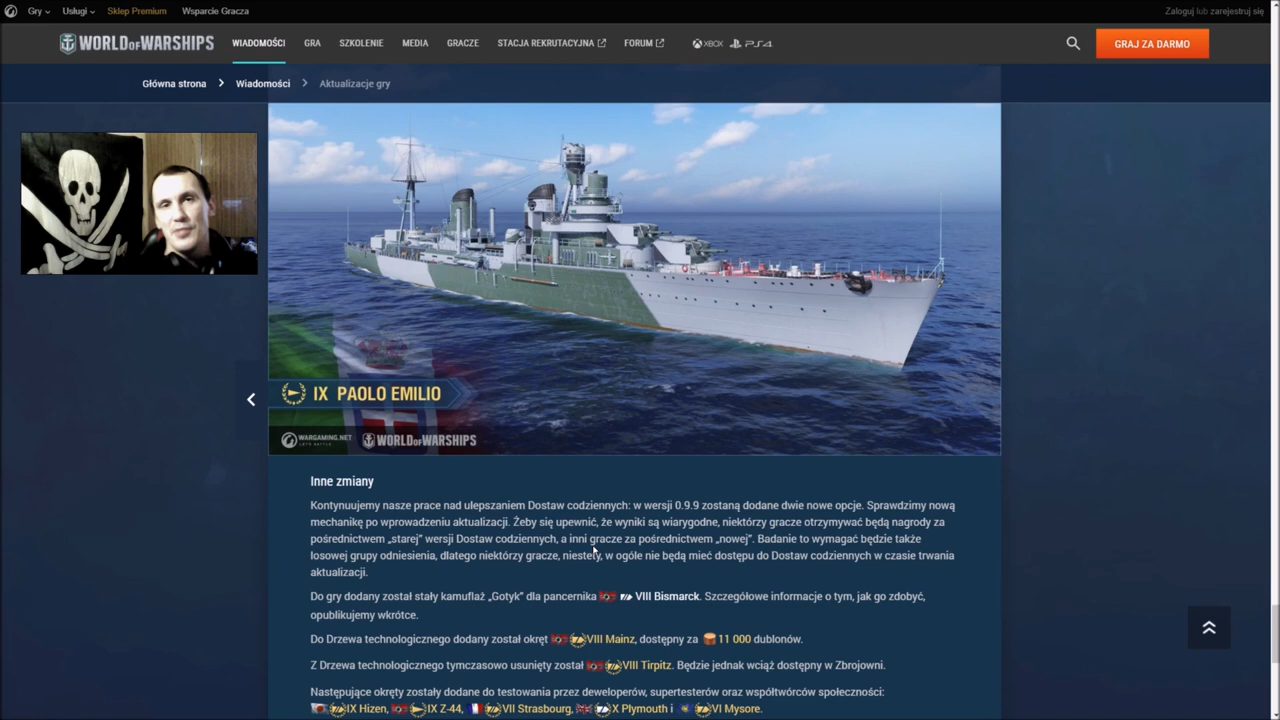 Gry Usługi Sklep Premium Wsparcie Gracza Zaloguj lub zarejestruj się
WORLD OF WARSHIPS WIADOMOŚCI GRA SZKOLENIE MEDIA GRACZE STACJA REKRUTACYJNA FORUM XBOX PS4 GRAJ ZA DARMO
Główna strona Wiadomości Aktualizacje gry
IX PAOLO EMILIO
WARGAMING.NET LET'S BATTLE WORLD OF WARSHIPS
Inne zmiany
Kontynuujemy nasze prace nad ulepszaniem Dostaw codziennych: w wersji 0.9.9 zostaną dodane dwie nowe opcje. Sprawdzimy nową
mechanikę po wprowadzeniu aktualizacji. Żeby się upewnić, że wyniki są wiarygodne, niektórzy gracze otrzymywać będą nagrody za
pośrednictwem „starej” wersji Dostaw codziennych, a inni gracze za pośrednictwem „nowej”. Badanie to wymagać będzie także
losowej grupy odniesienia, dlatego niektórzy gracze, niestety, w ogóle nie będą mieć dostępu do Dostaw codziennych w czasie trwania
aktualizacji.
Do gry dodany został stały kamuflaż „Gotyk” dla pancernika VIII Bismarck. Szczegółowe informacje o tym, jak go zdobyć,
opublikujemy wkrótce.
Do Drzewa technologicznego dodany został okręt VIII Mainz, dostępny za 11 000 dublonów.
Z Drzewa technologicznego tymczasowo usunięty został VIII Tirpitz. Będzie jednak wciąż dostępny w Zbrojowni.
Następujące okręty zostały dodane do testowania przez deweloperów, supertesterów oraz współtwórców społeczności:
IX Hizen, IX Z-44, VII Strasbourg, X Plymouth i VI Mysore.